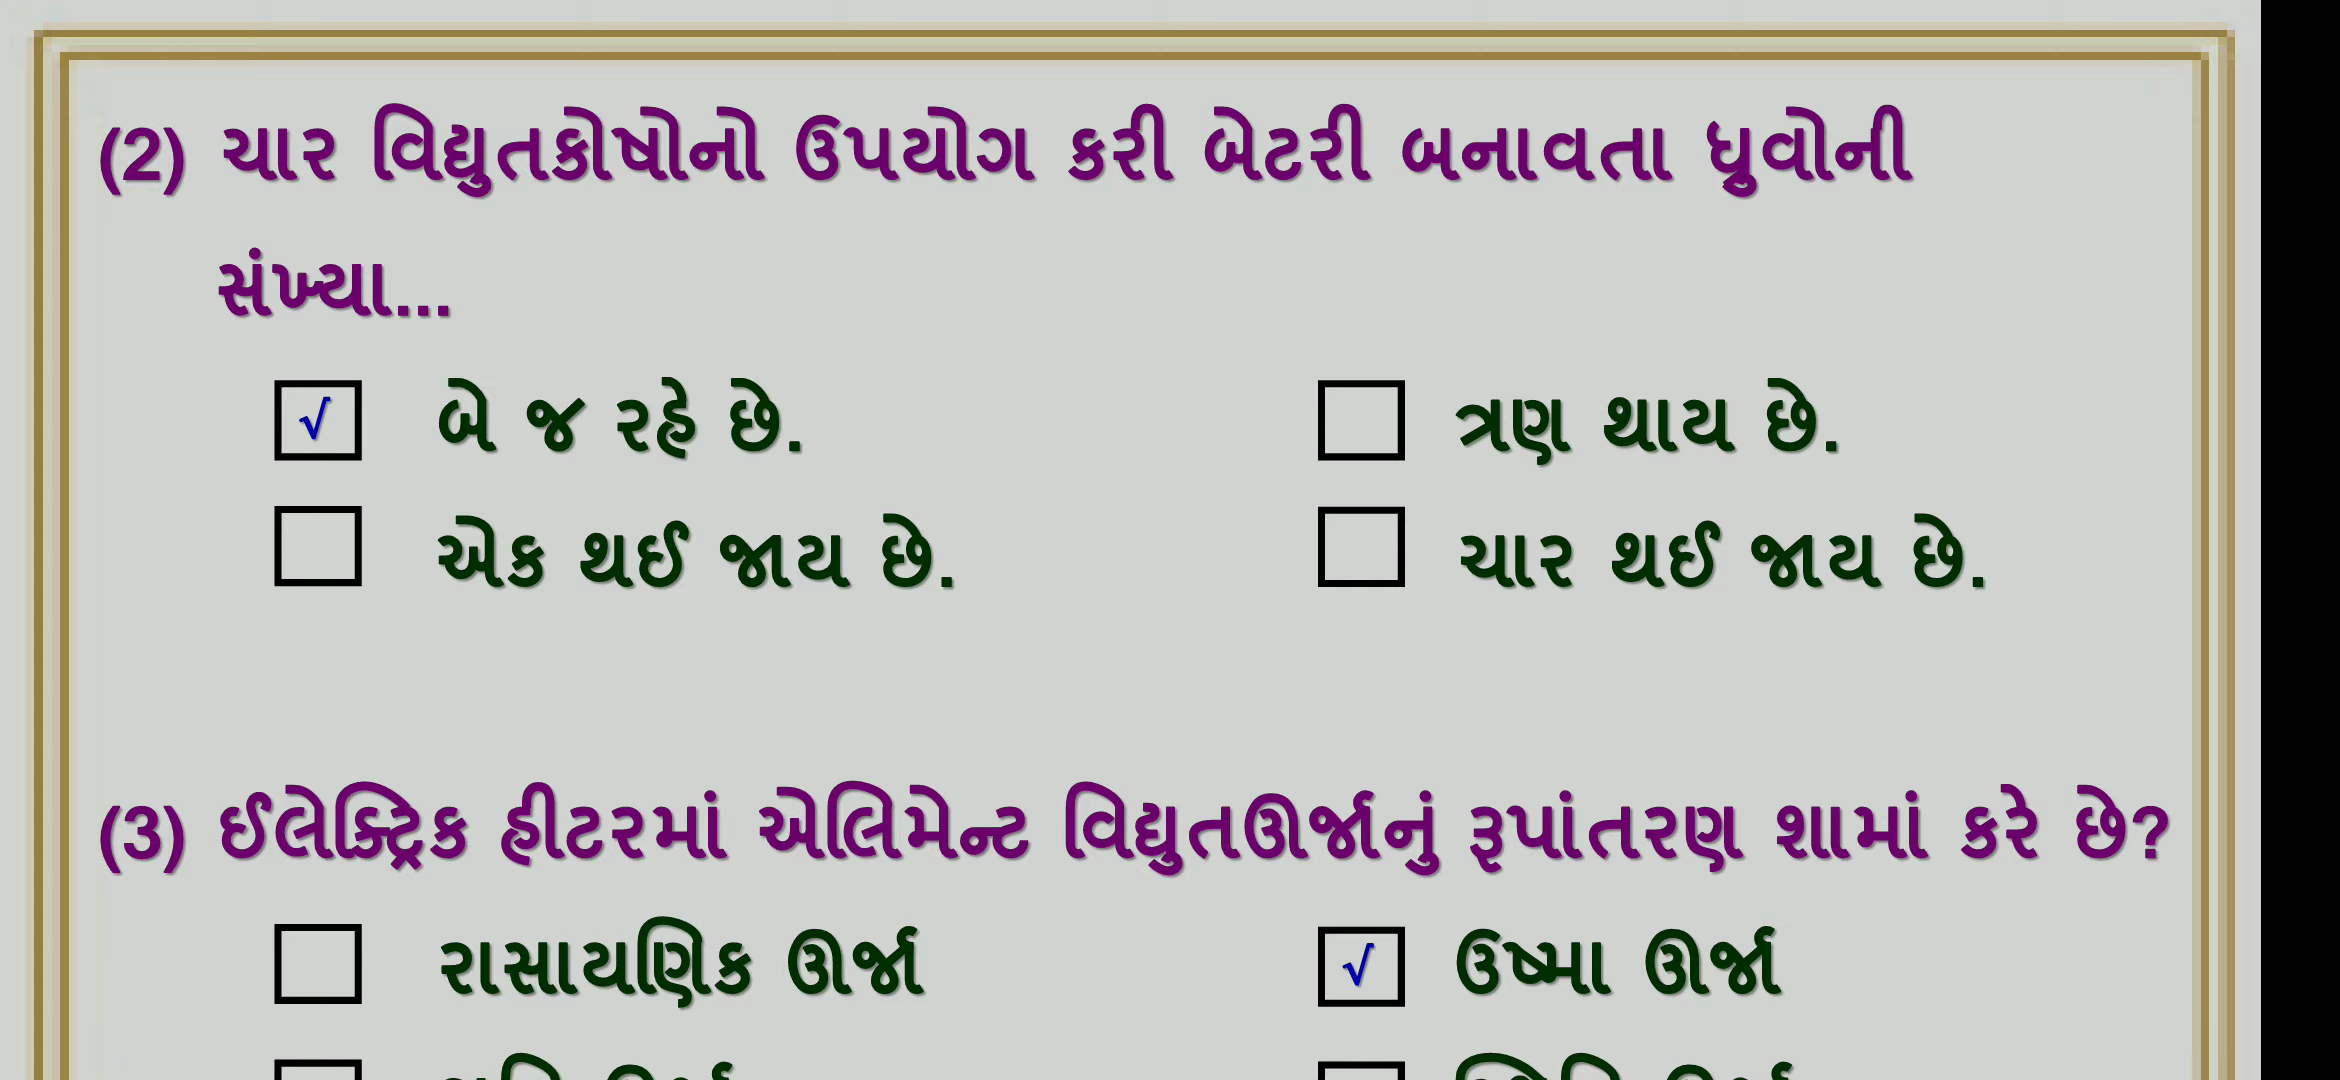 (2) ચાર વિદ્યુતકોષોનો ઉપયોગ કરી બેટરી બનાવતા ધ્રુવોની
સંખ્યા...
√ બે જ રહે છે. ત્રણ થાય છે.
એક થઈ જાય છે. ચાર થઈ જાય છે.
(3) ઈલેક્ટ્રિક હીટરમાં એલિમેન્ટ વિદ્યુતઊર્જાનું રૂપાંતરણ શામાં કરે છે?
રાસાયણિક ઊર્જા √ ઉષ્મા ઊર્જા